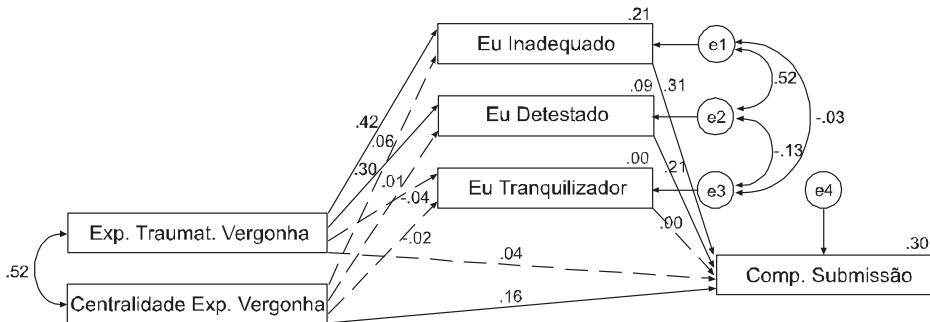 .21
Eu Inadequado
e1
.09
.31
.52
.42
Eu Detestado
e2
-.03
.06
.30
.00
.21
-.13
.01
Eu Tranquilizador
e3
e4
-.04
-.02
.00
Exp. Traumat. Vergonha
.30
.52
.04
Comp. Submissão
Centralidade Exp. Vergonha
.16